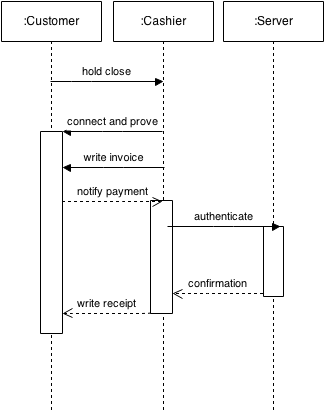 :Customer
:Cashier
:Server
hold close
connect and prove
write invoice
notify payment
authenticate
confirmation
write receipt